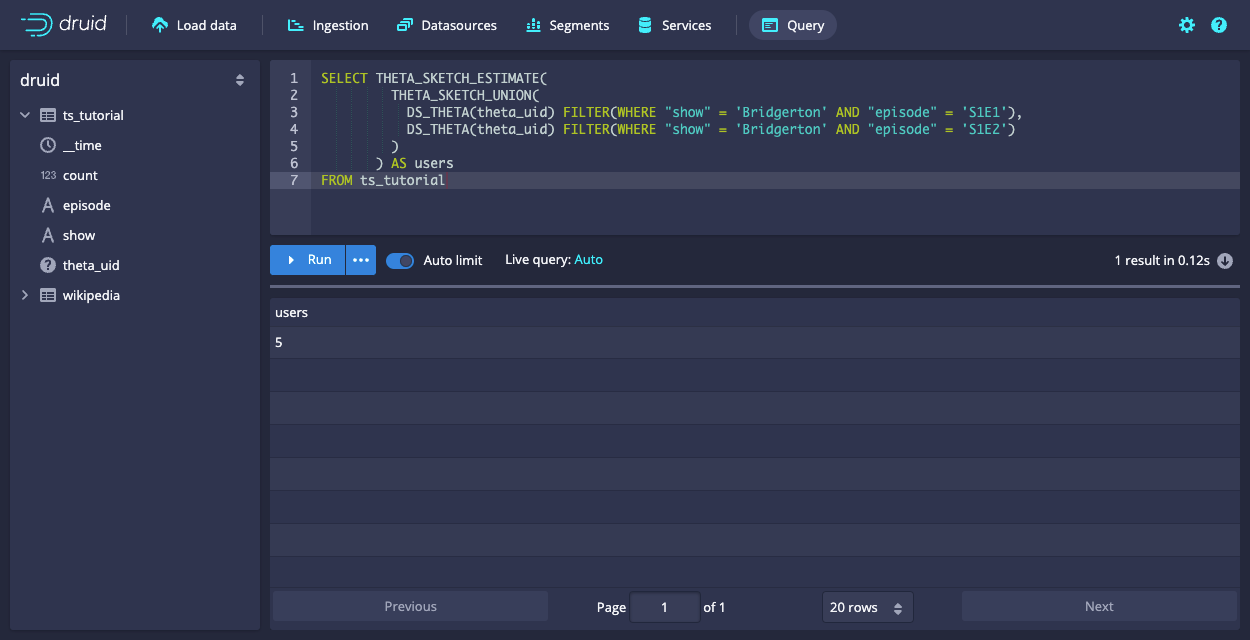 druid
Load data
Ingestion
Datasources
Segments
Services
Query
druid
ts_tutorial
__time
123 count
A episode
A show
theta_uid
wikipedia
1 SELECT THETA_SKETCH_ESTIMATE(
2 THETA_SKETCH_UNION(
3 DS_THETA(theta_uid) FILTER(WHERE "show" = 'Bridgerton' AND "episode" = 'S1E1'),
4 DS_THETA(theta_uid) FILTER(WHERE "show" = 'Bridgerton' AND "episode" = 'S1E2')
5 )
6 ) AS users
7 FROM ts_tutorial
Run
Auto limit
Live query: Auto
1 result in 0.12s
users
5
Previous
Page 1 of 1
20 rows
Next